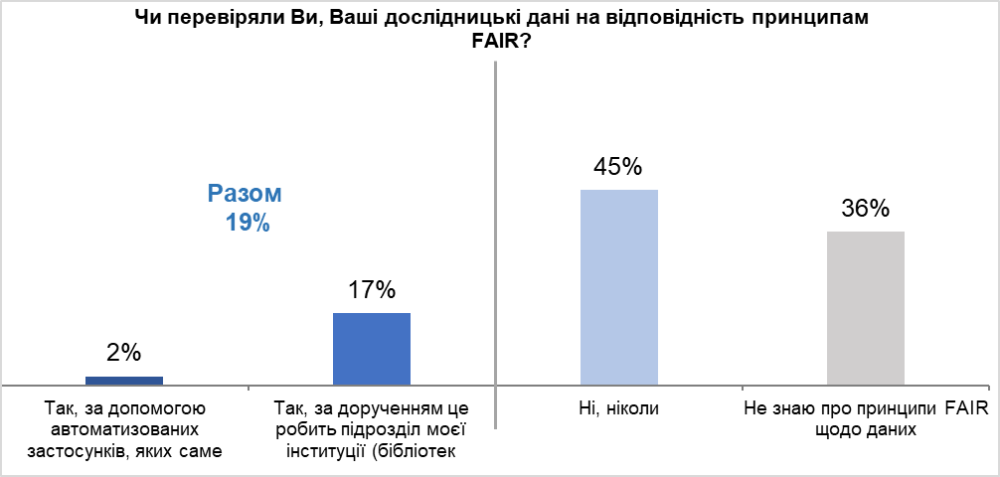 Чи перевіряли Ви, Ваші дослідницькі дані на відповідність принципам
FAIR?
Разом
19%
2%
17%
45%
36%
Так, за допомогою
автоматизованих
застосунків, яких саме
Так, за дорученням це
робить підрозділ моєї
інституції (бібліотек
Ні, ніколи
Не знаю про принципи FAIR
щодо даних